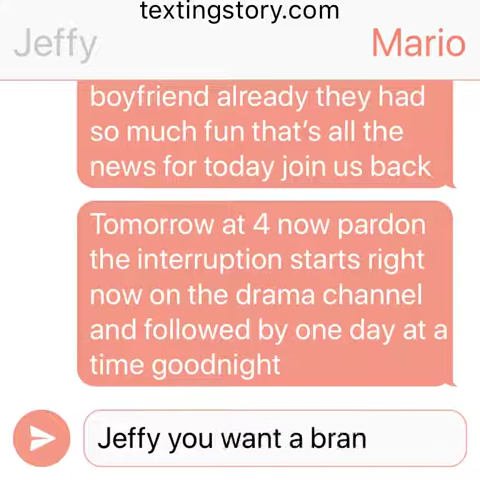 textingstory.com
Jeffy
Mario
boyfriend already they had
so much fun that's all the
news for today join us back
Tomorrow at 4 now pardon
the interruption starts right
now on the drama channel
and followed by one day at a
time goodnight
Jeffy you want a bran